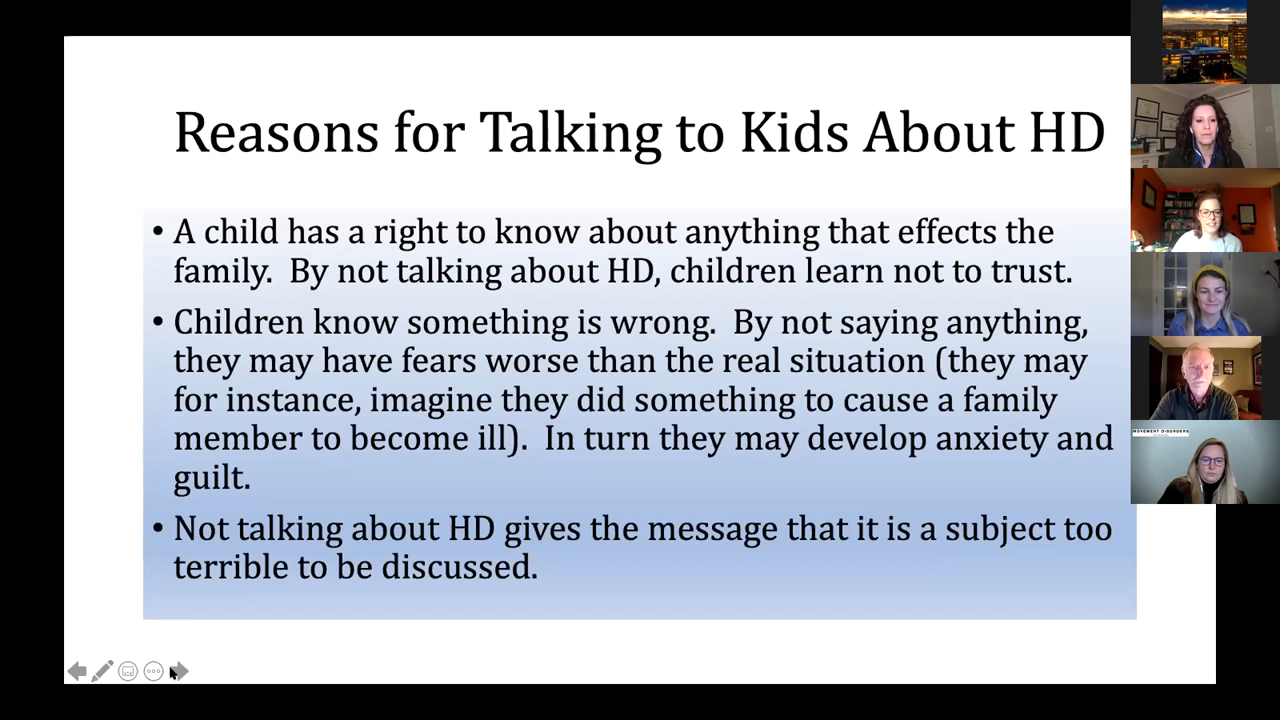 Reasons for Talking to Kids About HD
• A child has a right to know about anything that effects the
family.  By not talking about HD, children learn not to trust.
• Children know something is wrong.  By not saying anything,
they may have fears worse than the real situation (they may
for instance, imagine they did something to cause a family
member to become ill).  In turn they may develop anxiety and
guilt.
• Not talking about HD gives the message that it is a subject too
terrible to be discussed.
MOVEMENT DISORDERS